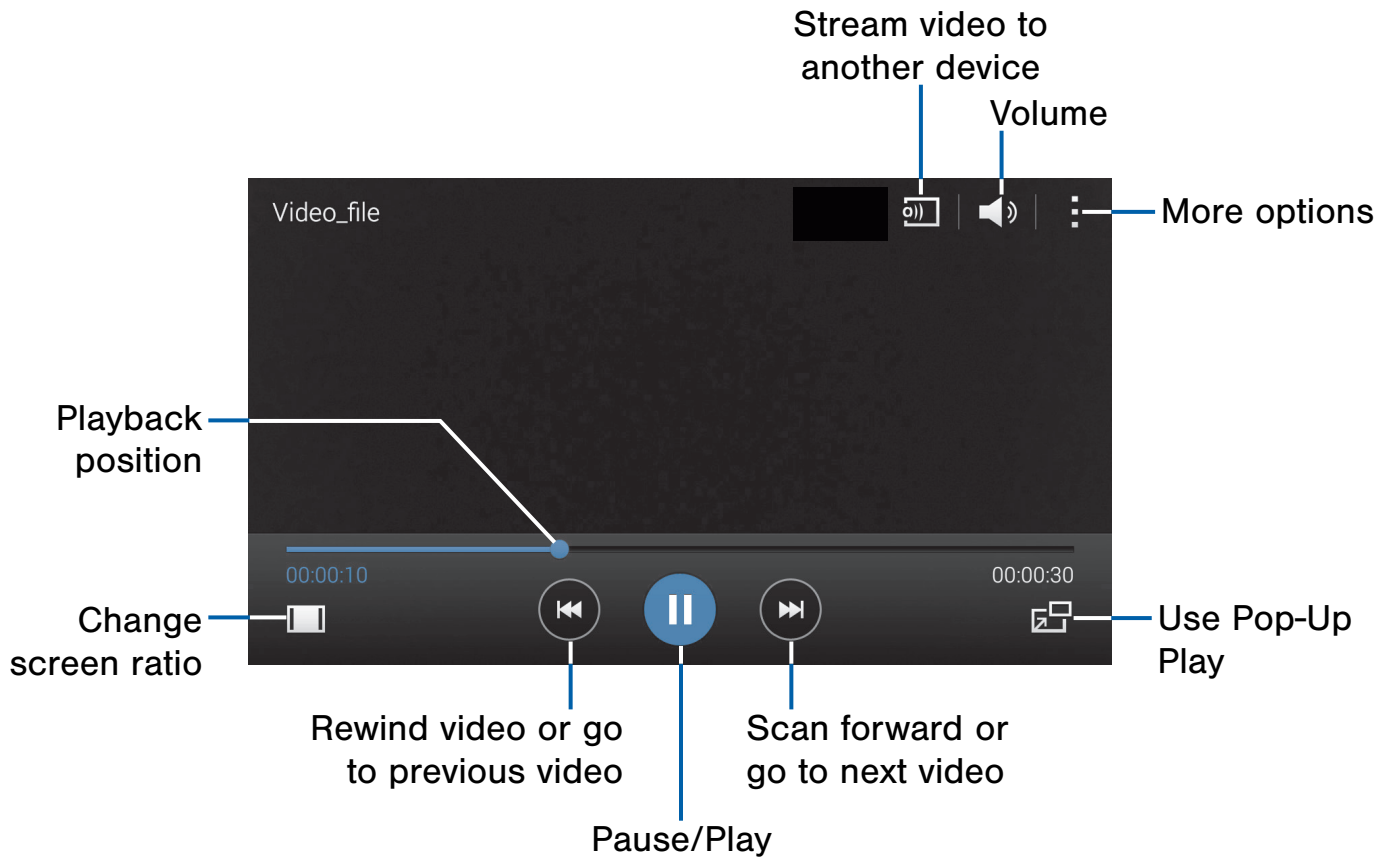 Stream video to
another device
Volume
Video_file
More options
Playback
position
00:00:10
00:00:30
Change
screen ratio
Use Pop-Up
Play
Rewind video or go
to previous video
Scan forward or
go to next video
Pause/Play